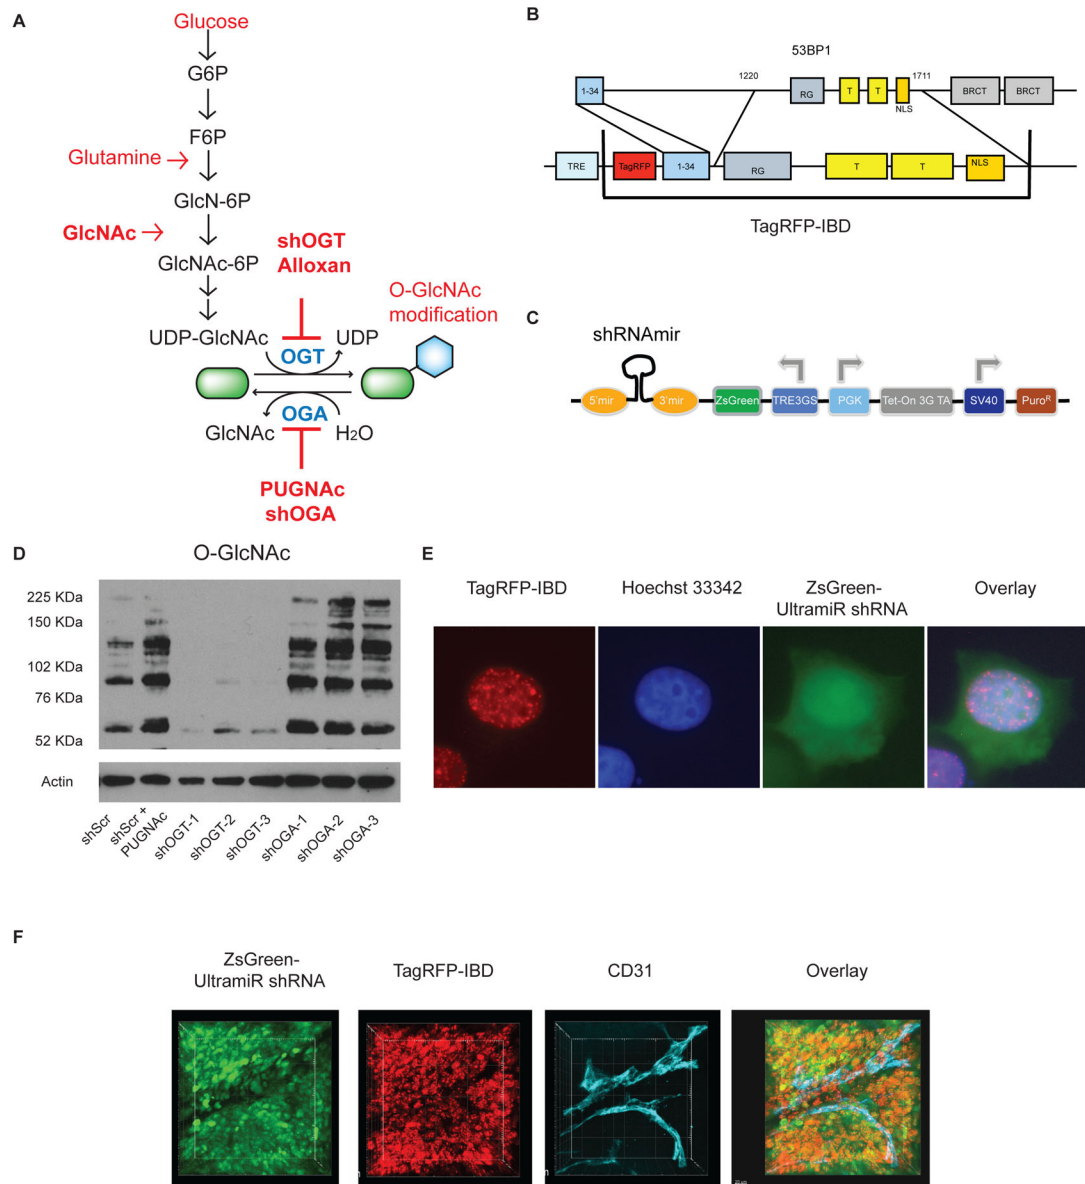 A
Glucose
G6P
F6P
Glutamine
GlcN-6P
GlcNAc
GlcNAc-6P
shOGT
Alloxan
O-GlcNAc
modification
UDP-GlcNAc
UDP
OGT
OGA
GlcNAc
H2O
PUGNAc
shOGA
B
53BP1
1-34
1220
RG
T
T
NLS
1711
BRCT
BRCT
TRE
TagRFP
1-34
RG
T
T
NLS
TagRFP-IBD
C
shRNAmir
5'mir
3'mir
ZsGreen
TRE3GS
PGK
Tet-On 3G TA
SV40
PuroR
D
O-GlcNAc
225 KDa
150 KDa
102 KDa
76 KDa
52 KDa
Actin
shScr
shScr +
PUGNAc
shOGT-1
shOGT-2
shOGT-3
shOGA-1
shOGA-2
shOGA-3
E
TagRFP-IBD
Hoechst 33342
ZsGreen-
UltramiR shRNA
Overlay
F
ZsGreen-
UltramiR shRNA
TagRFP-IBD
CD31
Overlay